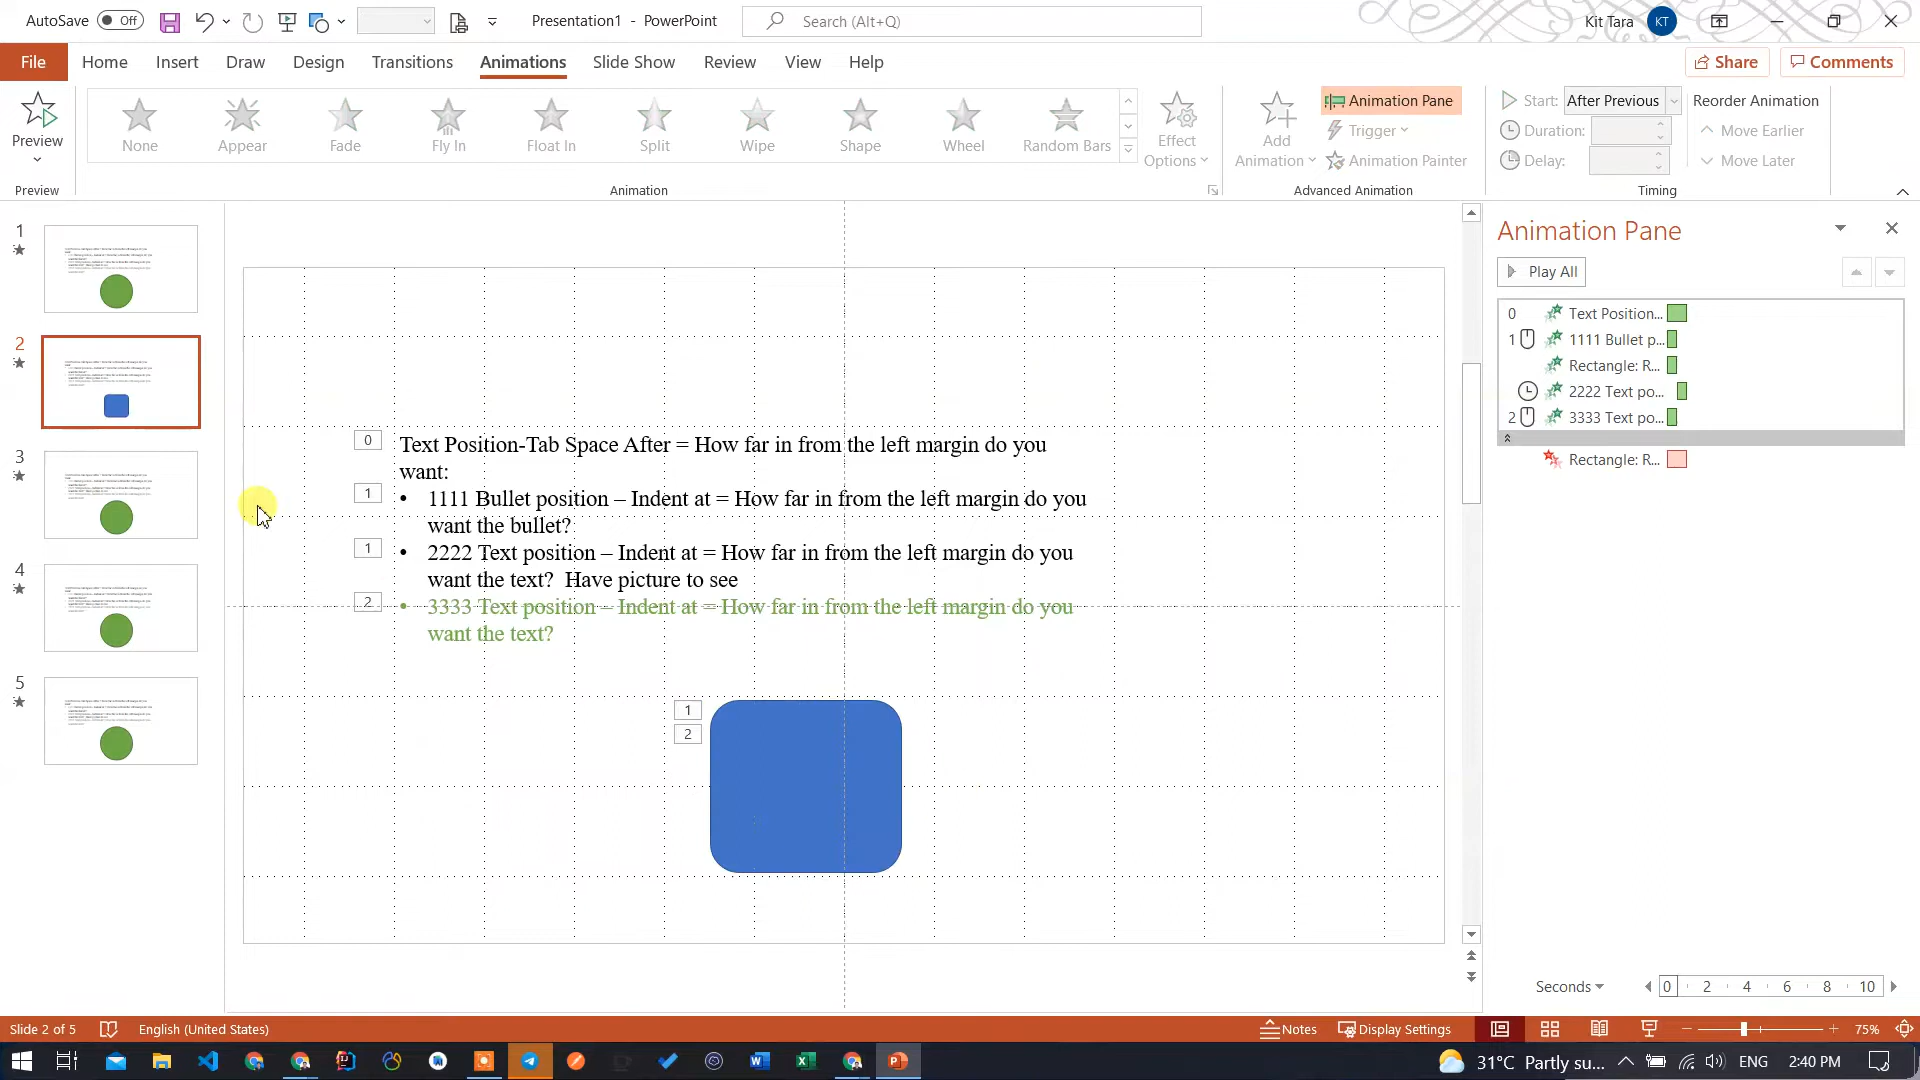 AutoSave Off
Presentation1 - PowerPoint
Search (Alt+Q)
Kit Tara KT
File Home Insert Draw Design Transitions Animations Slide Show Review View Help
Share Comments
Preview
Preview
None Appear Fade Fly In Float In Split Wipe Shape Wheel Random Bars
Animation
Effect
Options
Add
Animation
Animation Pane
Trigger
Animation Painter
Advanced Animation
Start: After Previous
Duration:
Delay:
Reorder Animation
Move Earlier
Move Later
Timing
1
2
3
4
5
0 Text Position-Tab Space After = How far in from the left margin do you
want:
1 • 1111 Bullet position – Indent at = How far in from the left margin do you
want the bullet?
1 • 2222 Text position – Indent at = How far in from the left margin do you
want the text?  Have picture to see
2 • 3333 Text position – Indent at = How far in from the left margin do you
want the text?
1
2
Animation Pane
Play All
0 Text Position...
1 1111 Bullet p...
Rectangle: R...
2222 Text po...
2 3333 Text po...
Rectangle: R...
Seconds 0 2 4 6 8 10
Slide 2 of 5 English (United States) Notes Display Settings 75%
31°C Partly su... ENG 2:40 PM